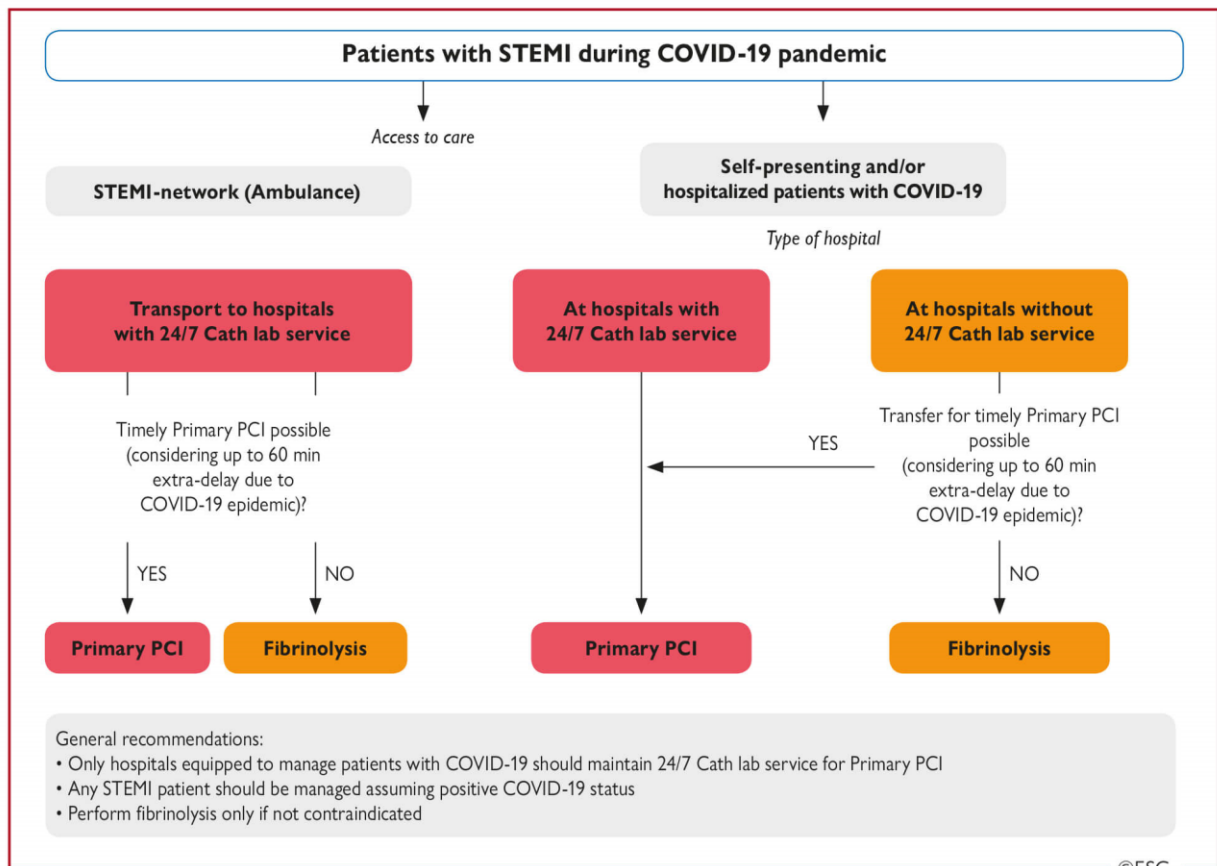 Patients with STEMI during COVID-19 pandemic
Access to care
STEMI-network (Ambulance)
Self-presenting and/or
hospitalized patients with COVID-19
Type of hospital
Transport to hospitals
with 24/7 Cath lab service
At hospitals with
24/7 Cath lab service
At hospitals without
24/7 Cath lab service
Timely Primary PCI possible
(considering up to 60 min
extra-delay due to
COVID-19 epidemic)?
Transfer for timely Primary PCI
possible
(considering up to 60 min
extra-delay due to
COVID-19 epidemic)?
YES
YES
NO
NO
Primary PCI
Fibrinolysis
Primary PCI
Fibrinolysis
General recommendations:
• Only hospitals equipped to manage patients with COVID-19 should maintain 24/7 Cath lab service for Primary PCI
• Any STEMI patient should be managed assuming positive COVID-19 status
• Perform fibrinolysis only if not contraindicated
©ESC